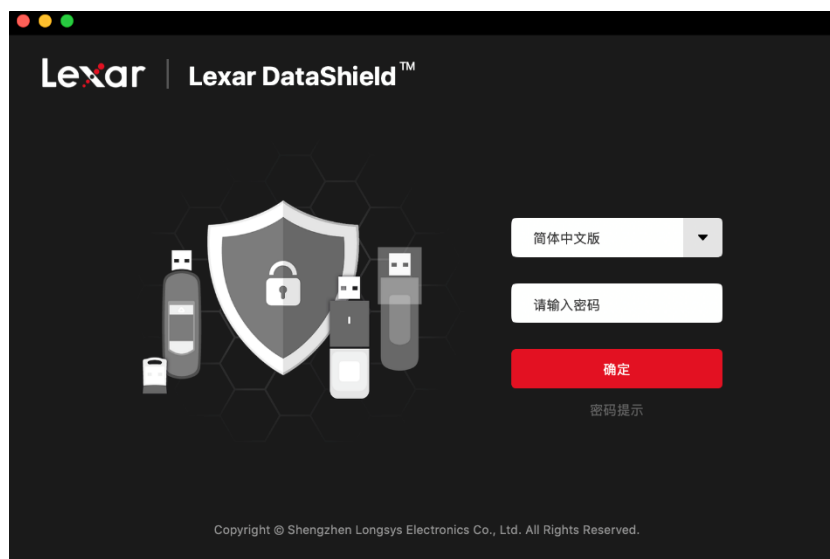 Lexar | Lexar DataShield™
简体中文版
请输入密码
确定
密码提示
Copyright © Shengzhen Longsys Electronics Co., Ltd. All Rights Reserved.